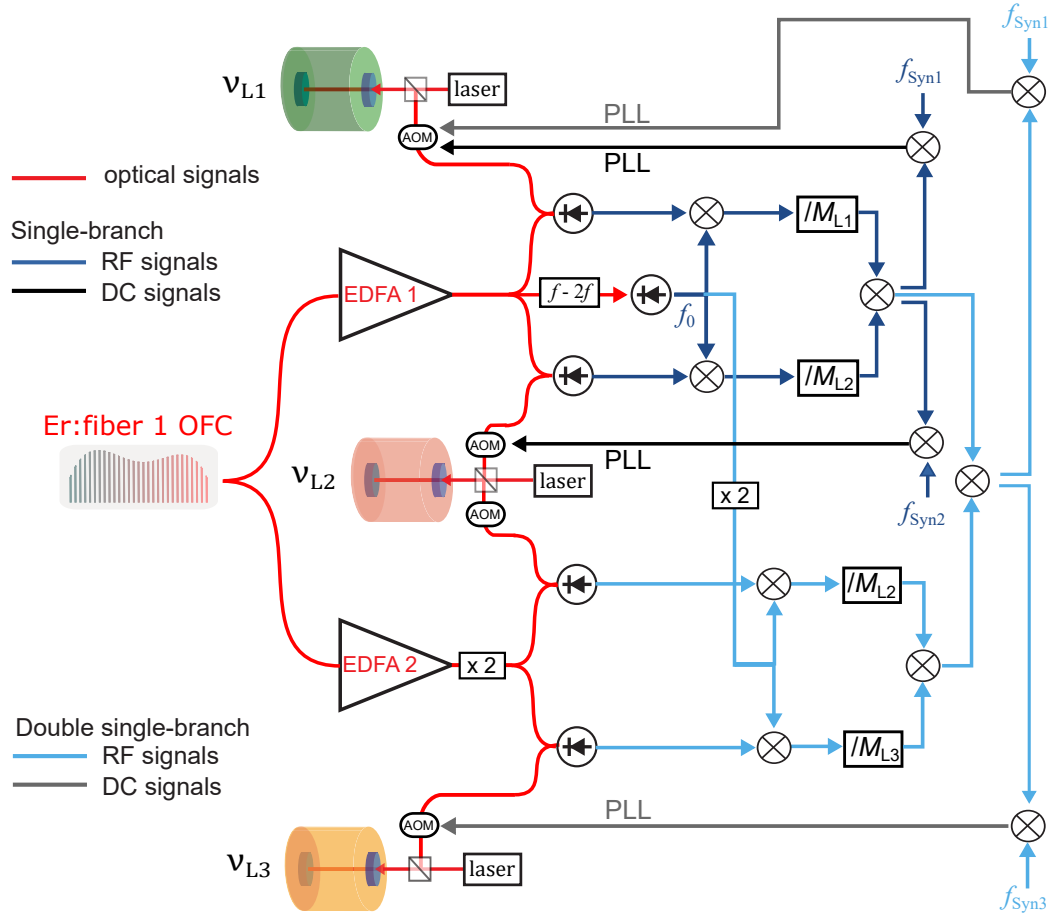 f_Syn1
ν_L1
laser
f_Syn1
PLL
AOM
PLL
optical signals
Single-branch
RF signals
DC signals
/M_L1
EDFA 1
f - 2f
f_0
/M_L2
Er:fiber 1 OFC
AOM
PLL
ν_L2
laser
x 2
f_Syn2
AOM
/M_L2
EDFA 2
x 2
Double single-branch
RF signals
DC signals
/M_L3
PLL
AOM
ν_L3
laser
f_Syn3